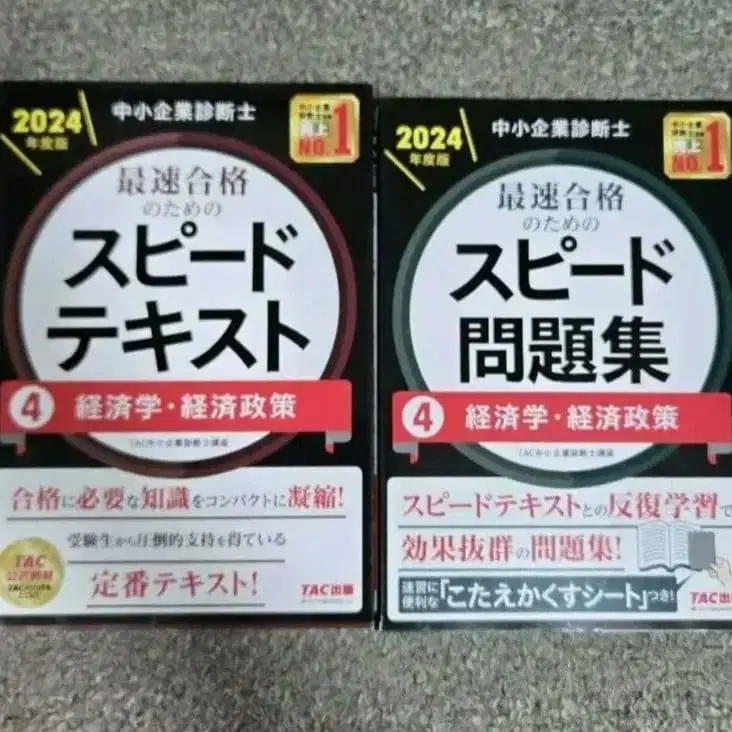 2024
年度版
中小企業診断士
売上
NO.1
最速合格
のための
スピード
テキスト
4 経済学・経済政策
TAC中小企業診断士講座
合格に必要な知識をコンパクトに凝縮!
受験生から圧倒的支持を得ている
定番テキスト!
TAC
公式教材
TAC出版
2024
年度版
中小企業診断士
売上
NO.1
最速合格
のための
スピード
問題集
4 経済学・経済政策
TAC中小企業診断士講座
スピードテキストとの反復学習で
効果抜群の問題集!
速習に
便利な「こたえかくすシート」つき!
TAC出